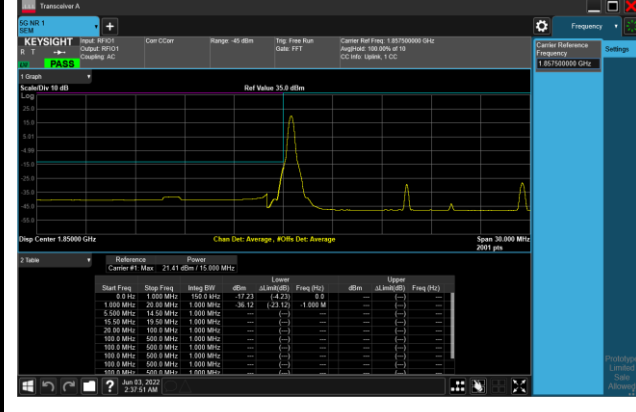 Transceiver A
5G NR 1
SEM
Frequency
KEYSIGHT
R T
PASS
Input: RFIO1
Output: RFIO1
Coupling: AC
Corr CCorr
Range: -45 dBm
Trig: Free Run
Gate: FFT
Carrier Ref Freq: 1.857500000 GHz
Avg|Hold: 100.00% of 10
CC Info: Uplink, 1 CC
Carrier Reference
Frequency
1.857500000 GHz
Settings
1 Graph
Scale/Div 10 dB
Ref Value 35.0 dBm
Log
25.0
15.0
5.01
-4.99
-15.0
-25.0
-35.0
-45.0
-55.0
Disp Center 1.85000 GHz
Chan Det: Average , #Offs Det: Average
Span 30.000 MHz
2001 pts
2 Table
Reference Power
Carrier #1: Max 21.41 dBm / 15.000 MHz
Lower Upper
Start Freq Stop Freq Integ BW dBm ΔLimit(dB) Freq (Hz) dBm ΔLimit(dB) Freq (Hz)
0.0 Hz 1.000 MHz 150.0 kHz -17.23 (-4.23) 0.0 --- (---) ---
1.000 MHz 20.00 MHz 1.000 MHz -36.12 (-23.12) -1.000 M --- (---) ---
5.500 MHz 14.50 MHz 1.000 MHz --- (---) --- --- (---) ---
15.50 MHz 19.50 MHz 1.000 MHz --- (---) --- --- (---) ---
20.00 MHz 100.0 MHz 1.000 MHz --- (---) --- --- (---) ---
100.0 MHz 500.0 MHz 1.000 MHz --- (---) --- --- (---) ---
100.0 MHz 500.0 MHz 1.000 MHz --- (---) --- --- (---) ---
100.0 MHz 500.0 MHz 1.000 MHz --- (---) --- --- (---) ---
100.0 MHz 500.0 MHz 1.000 MHz --- (---) --- --- (---) ---
Jun 03, 2022
2:37:51 AM
Prototype
Limited
Sale
Allowed